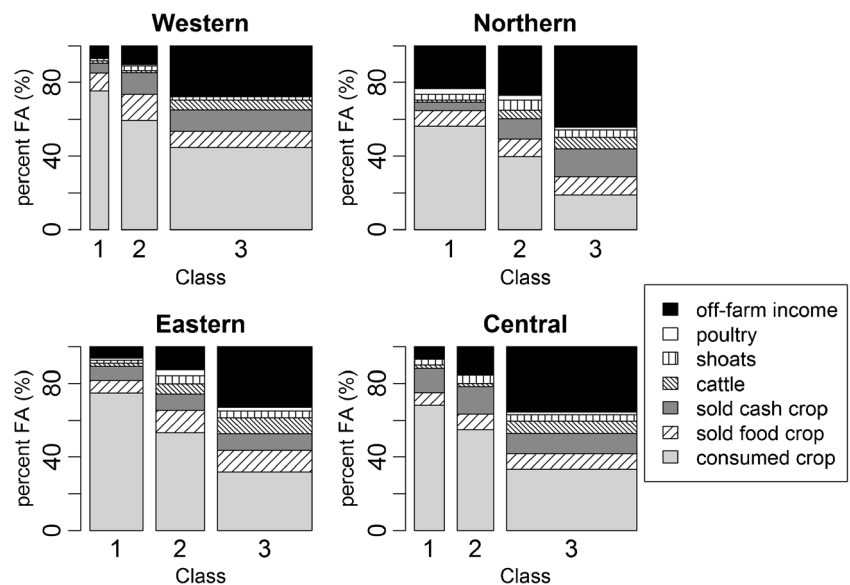 Western
percent FA (%)
0 40 80
1 2 3
Class
Northern
percent FA (%)
0 40 80
1 2 3
Class
Eastern
percent FA (%)
0 40 80
1 2 3
Class
Central
percent FA (%)
0 40 80
1 2 3
Class
off-farm income
poultry
shoats
cattle
sold cash crop
sold food crop
consumed crop